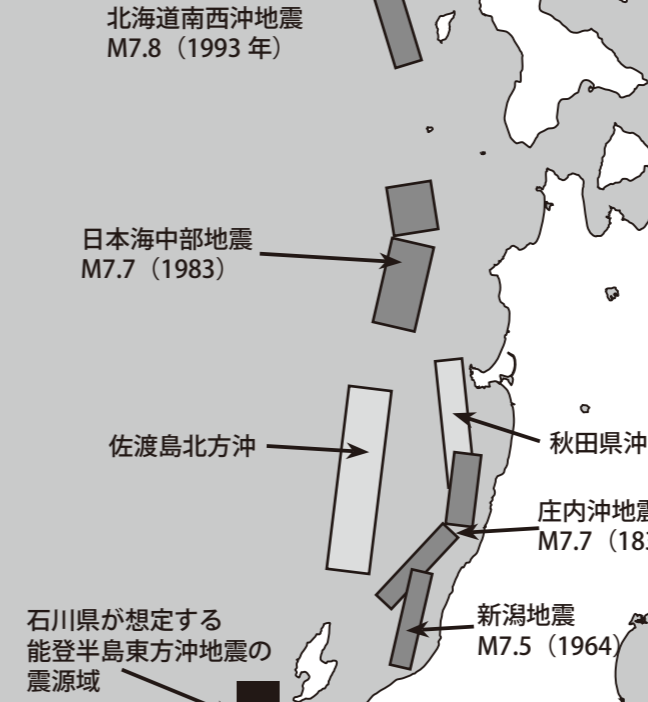 北海道南西沖地震
M7.8（1993 年）
日本海中部地震
M7.7（1983）
佐渡島北方沖
秋田県沖
庄内沖地震
M7.7（183
新潟地震
M7.5（1964）
石川県が想定する
能登半島東方沖地震の
震源域